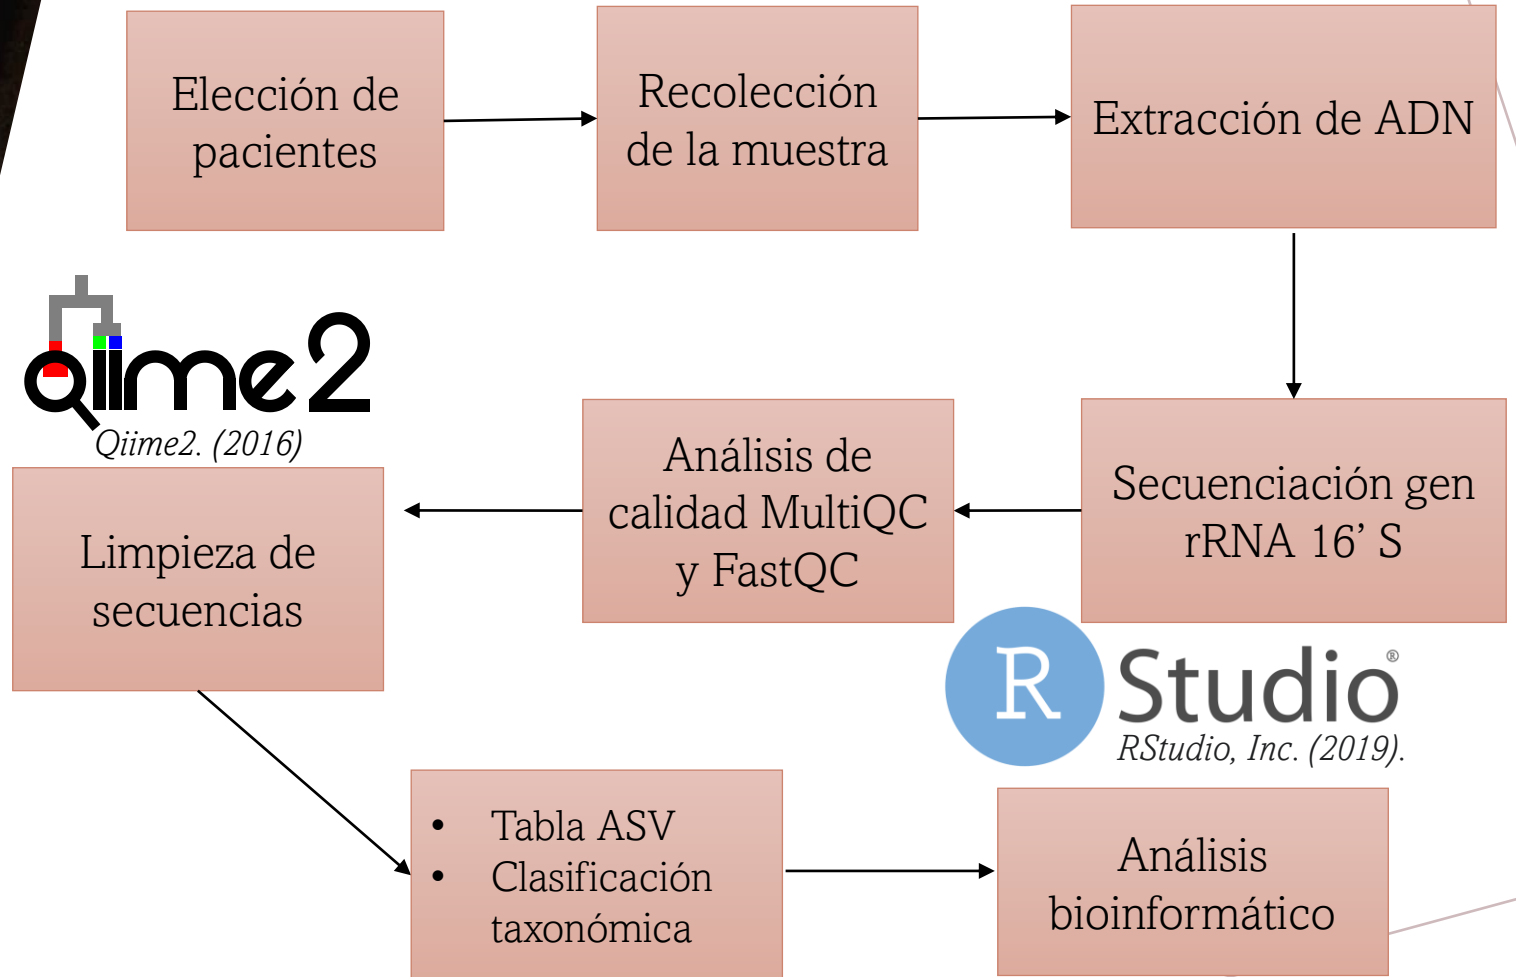 Elección de
pacientes
Recolección
de la muestra
Extracción de ADN
Qiime2
Qiime2. (2016)
Limpieza de
secuencias
Análisis de
calidad MultiQC
y FastQC
Secuenciación gen
rRNA 16’ S
R Studio®
RStudio, Inc. (2019).
• Tabla ASV
• Clasificación
taxonómica
Análisis
bioinformático